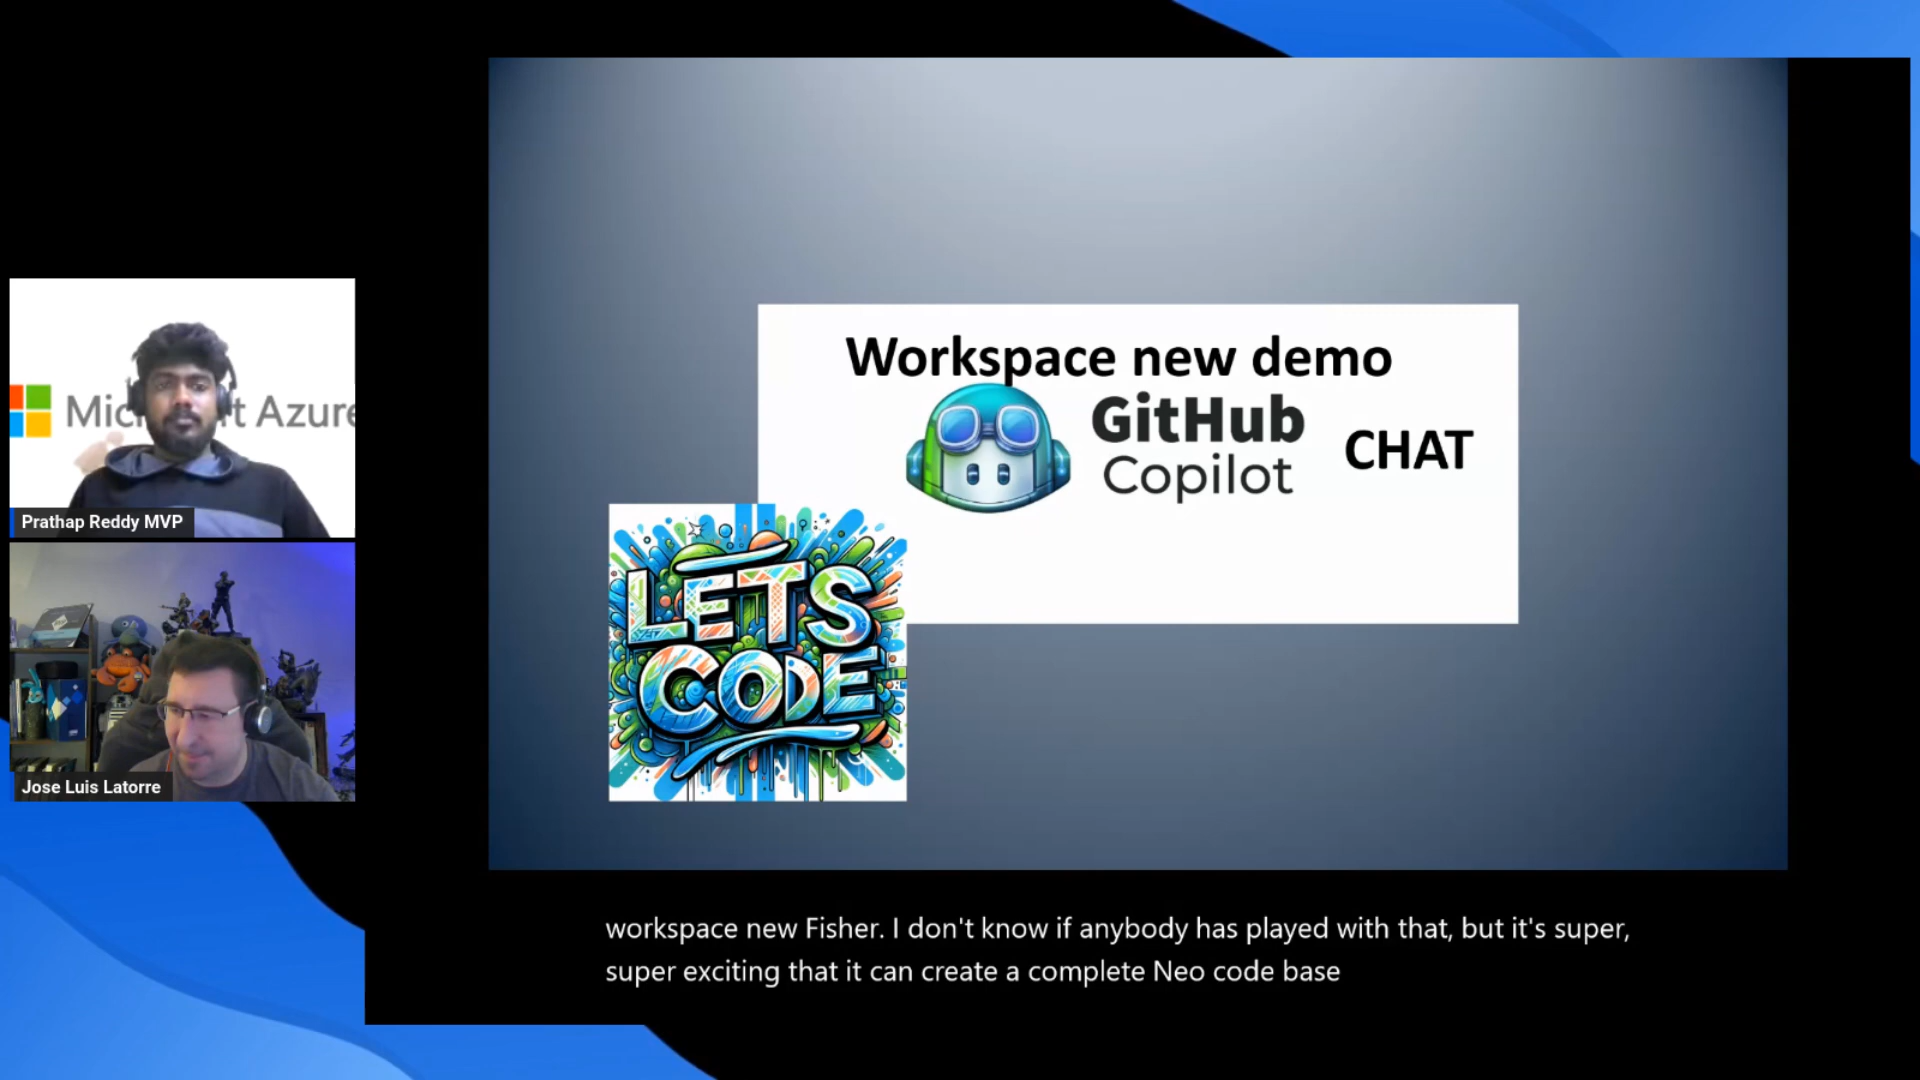 Microsoft Azure
Prathap Reddy MVP
Jose Luis Latorre
Workspace new demo
GitHub
Copilot
CHAT
LETS
CODE
workspace new Fisher. I don't know if anybody has played with that, but it's super,
super exciting that it can create a complete Neo code base